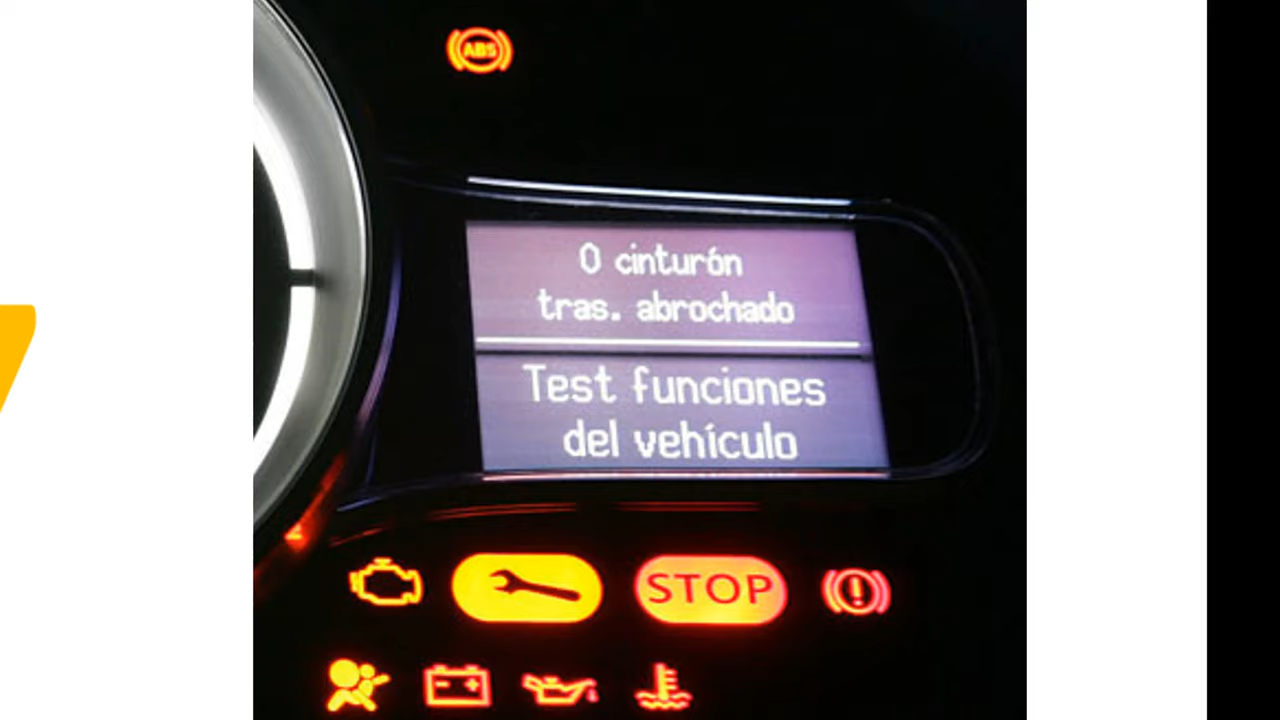 ABS
0 cinturón
tras. abrochado
Test funciones
del vehículo
STOP